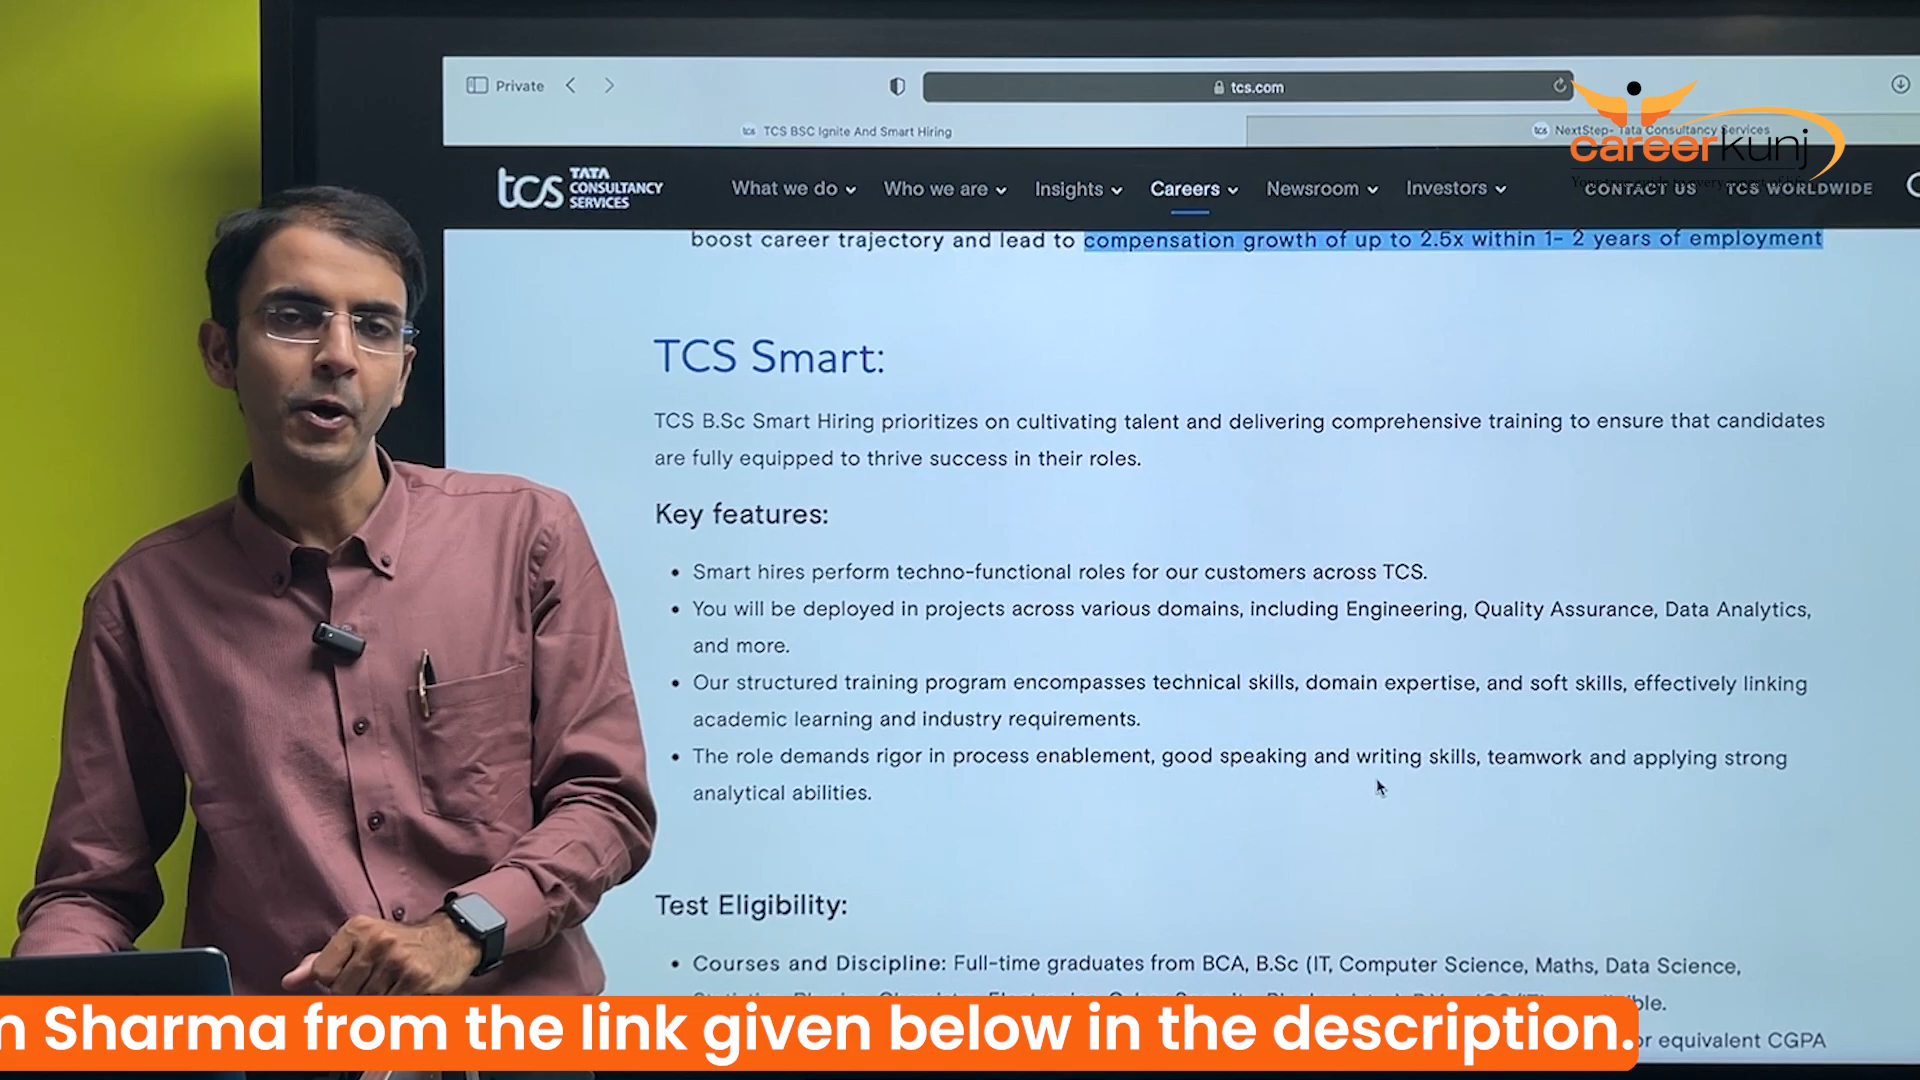 Private
tcs.com
TCS BSC Ignite And Smart Hiring
NextStep- Tata Consultancy Services
careerkunj
tcs TATA CONSULTANCY SERVICES
What we do
Who we are
Insights
Careers
Newsroom
Investors
CONTACT US
TCS WORLDWIDE
boost career trajectory and lead to compensation growth of up to 2.5x within 1- 2 years of employment
TCS Smart:
TCS B.Sc Smart Hiring prioritizes on cultivating talent and delivering comprehensive training to ensure that candidates
are fully equipped to thrive success in their roles.
Key features:
• Smart hires perform techno-functional roles for our customers across TCS.
• You will be deployed in projects across various domains, including Engineering, Quality Assurance, Data Analytics,
and more.
• Our structured training program encompasses technical skills, domain expertise, and soft skills, effectively linking
academic learning and industry requirements.
• The role demands rigor in process enablement, good speaking and writing skills, teamwork and applying strong
analytical abilities.
Test Eligibility:
• Courses and Discipline: Full-time graduates from BCA, B.Sc (IT, Computer Science, Maths, Data Science,
Sharma from the link given below in the description.
or equivalent CGPA